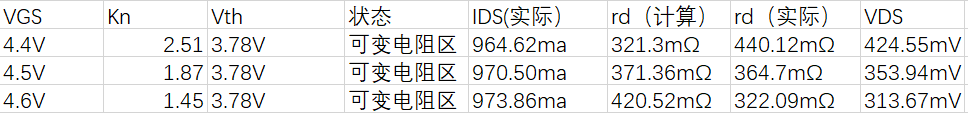 VGS Kn Vth 状态 IDS(实际） rd（计算） rd（实际） VDS
4.4V 2.51 3.78V 可变电阻区 964.62ma 321.3mΩ 440.12mΩ 424.55mV
4.5V 1.87 3.78V 可变电阻区 970.50ma 371.36mΩ 364.7mΩ 353.94mV
4.6V 1.45 3.78V 可变电阻区 973.86ma 420.52mΩ 322.09mΩ 313.67mV